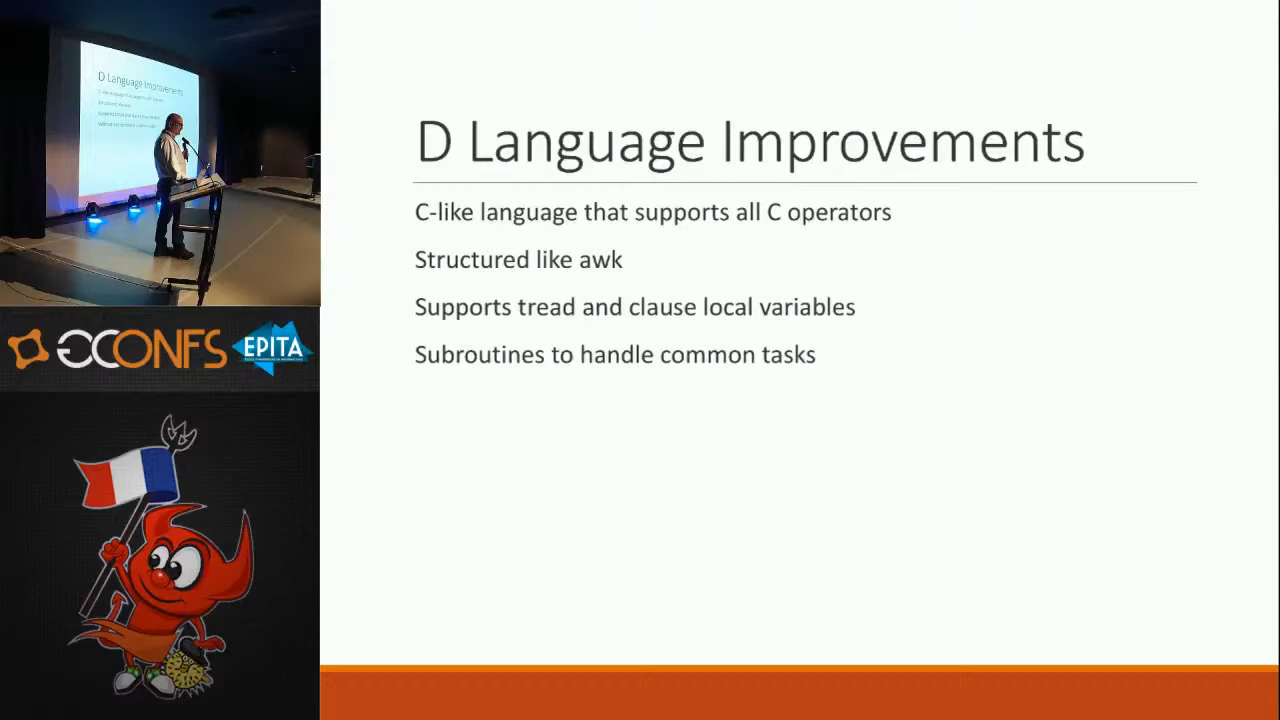 D Language Improvements
C-like language that supports all C operators
Structured like awk
Supports tread and clause local variables
Subroutines to handle common tasks
D Language Improvements
GCONFS
EPITA